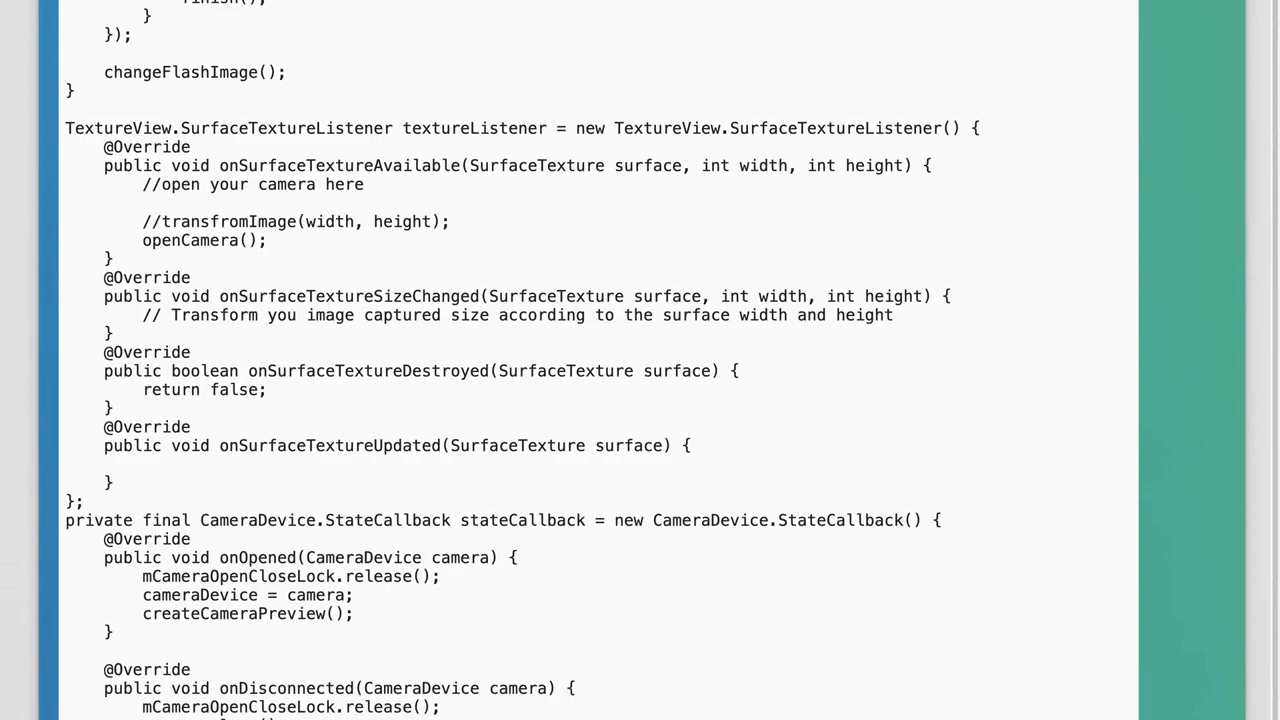 }
});
changeFlashImage();
}
TextureView.SurfaceTextureListener textureListener = new TextureView.SurfaceTextureListener() {
@Override
public void onSurfaceTextureAvailable(SurfaceTexture surface, int width, int height) {
//open your camera here
//transfromImage(width, height);
openCamera();
}
@Override
public void onSurfaceTextureSizeChanged(SurfaceTexture surface, int width, int height) {
// Transform you image captured size according to the surface width and height
}
@Override
public boolean onSurfaceTextureDestroyed(SurfaceTexture surface) {
return false;
}
@Override
public void onSurfaceTextureUpdated(SurfaceTexture surface) {
}
};
private final CameraDevice.StateCallback stateCallback = new CameraDevice.StateCallback() {
@Override
public void onOpened(CameraDevice camera) {
mCameraOpenCloseLock.release();
cameraDevice = camera;
createCameraPreview();
}
@Override
public void onDisconnected(CameraDevice camera) {
mCameraOpenCloseLock.release();